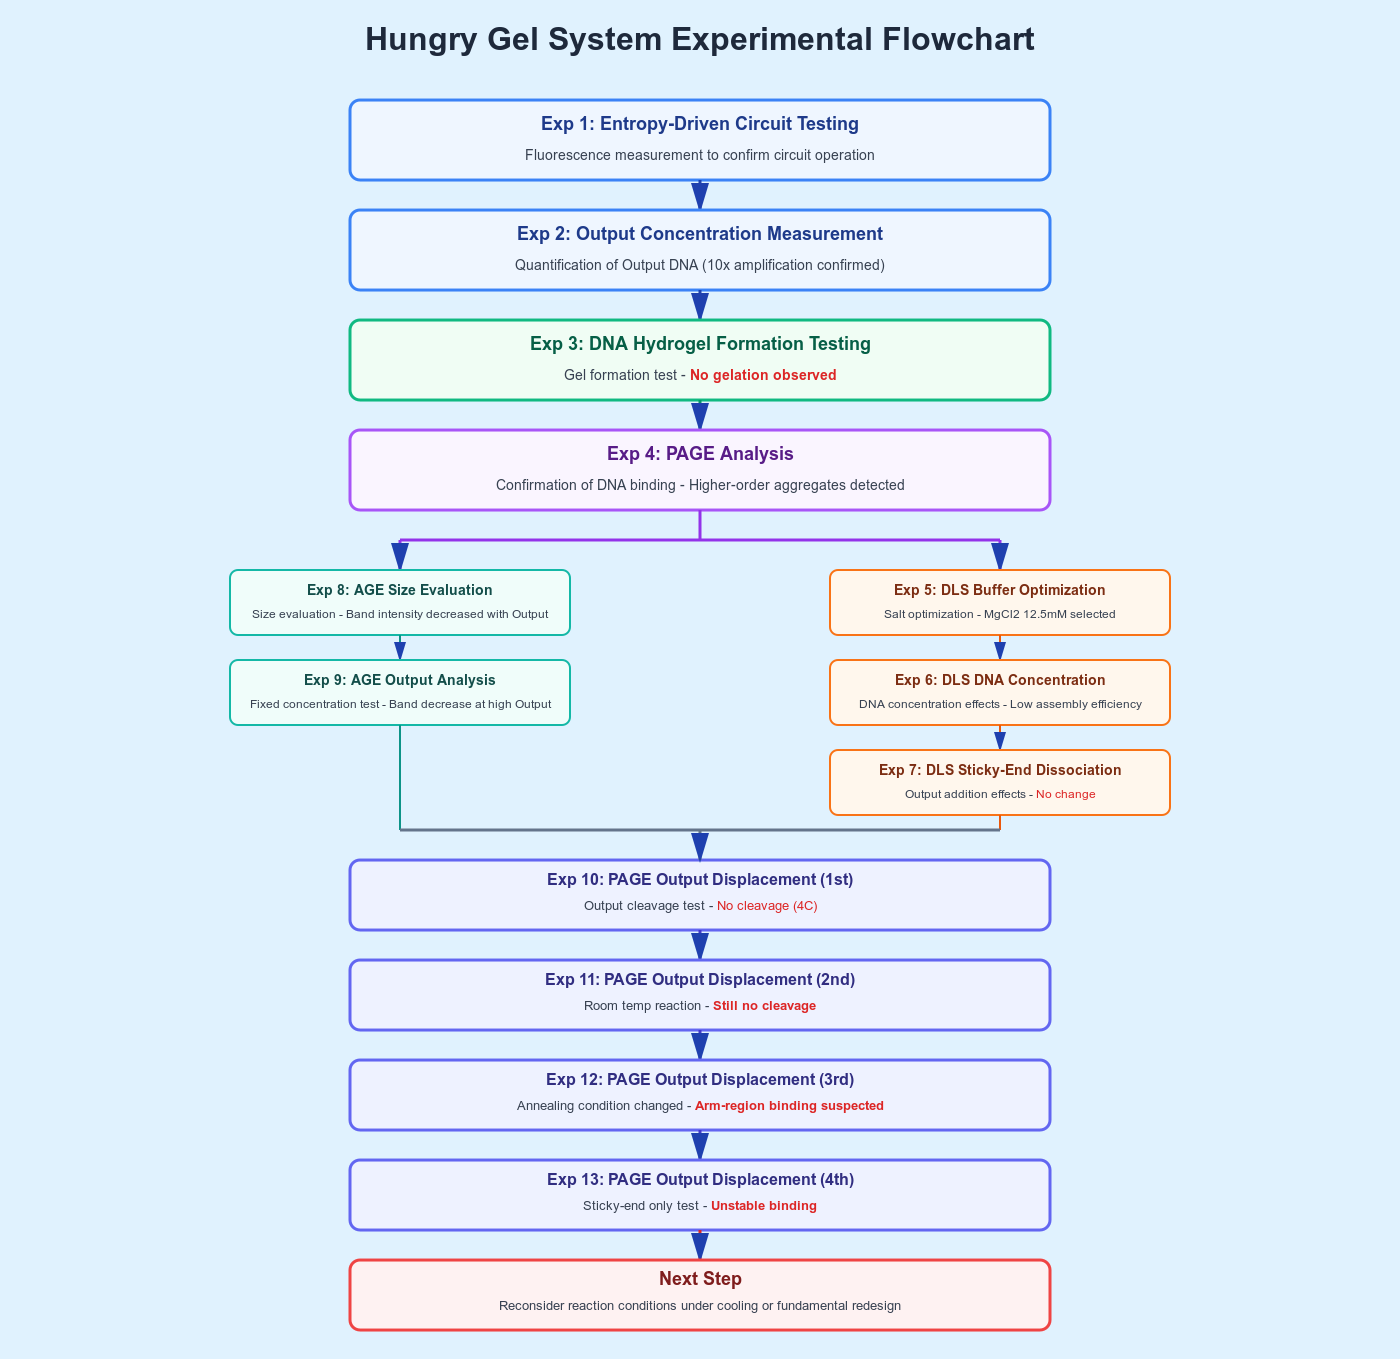 Hungry Gel System Experimental Flowchart
Exp 1: Entropy-Driven Circuit Testing
Fluorescence measurement to confirm circuit operation
Exp 2: Output Concentration Measurement
Quantification of Output DNA (10x amplification confirmed)
Exp 3: DNA Hydrogel Formation Testing
Gel formation test - No gelation observed
Exp 4: PAGE Analysis
Confirmation of DNA binding - Higher-order aggregates detected
Exp 8: AGE Size Evaluation
Size evaluation - Band intensity decreased with Output
Exp 9: AGE Output Analysis
Fixed concentration test - Band decrease at high Output
Exp 5: DLS Buffer Optimization
Salt optimization - MgCl2 12.5mM selected
Exp 6: DLS DNA Concentration
DNA concentration effects - Low assembly efficiency
Exp 7: DLS Sticky-End Dissociation
Output addition effects - No change
Exp 10: PAGE Output Displacement (1st)
Output cleavage test - No cleavage (4C)
Exp 11: PAGE Output Displacement (2nd)
Room temp reaction - Still no cleavage
Exp 12: PAGE Output Displacement (3rd)
Annealing condition changed - Arm-region binding suspected
Exp 13: PAGE Output Displacement (4th)
Sticky-end only test - Unstable binding
Next Step
Reconsider reaction conditions under cooling or fundamental redesign